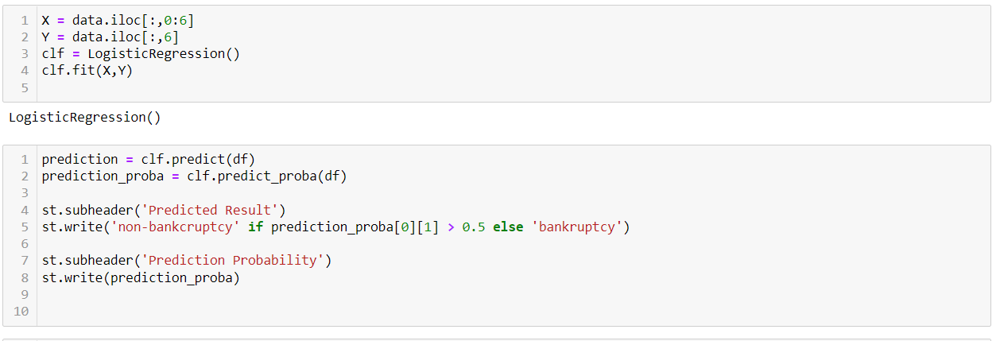 1 X = data.iloc[:,0:6]
2 Y = data.iloc[:,6]
3 clf = LogisticRegression()
4 clf.fit(X,Y)
5
LogisticRegression()
1 prediction = clf.predict(df)
2 prediction_proba = clf.predict_proba(df)
3
4 st.subheader('Predicted Result')
5 st.write('non-bankcruptcy' if prediction_proba[0][1] > 0.5 else 'bankruptcy')
6
7 st.subheader('Prediction Probability')
8 st.write(prediction_proba)
9
10